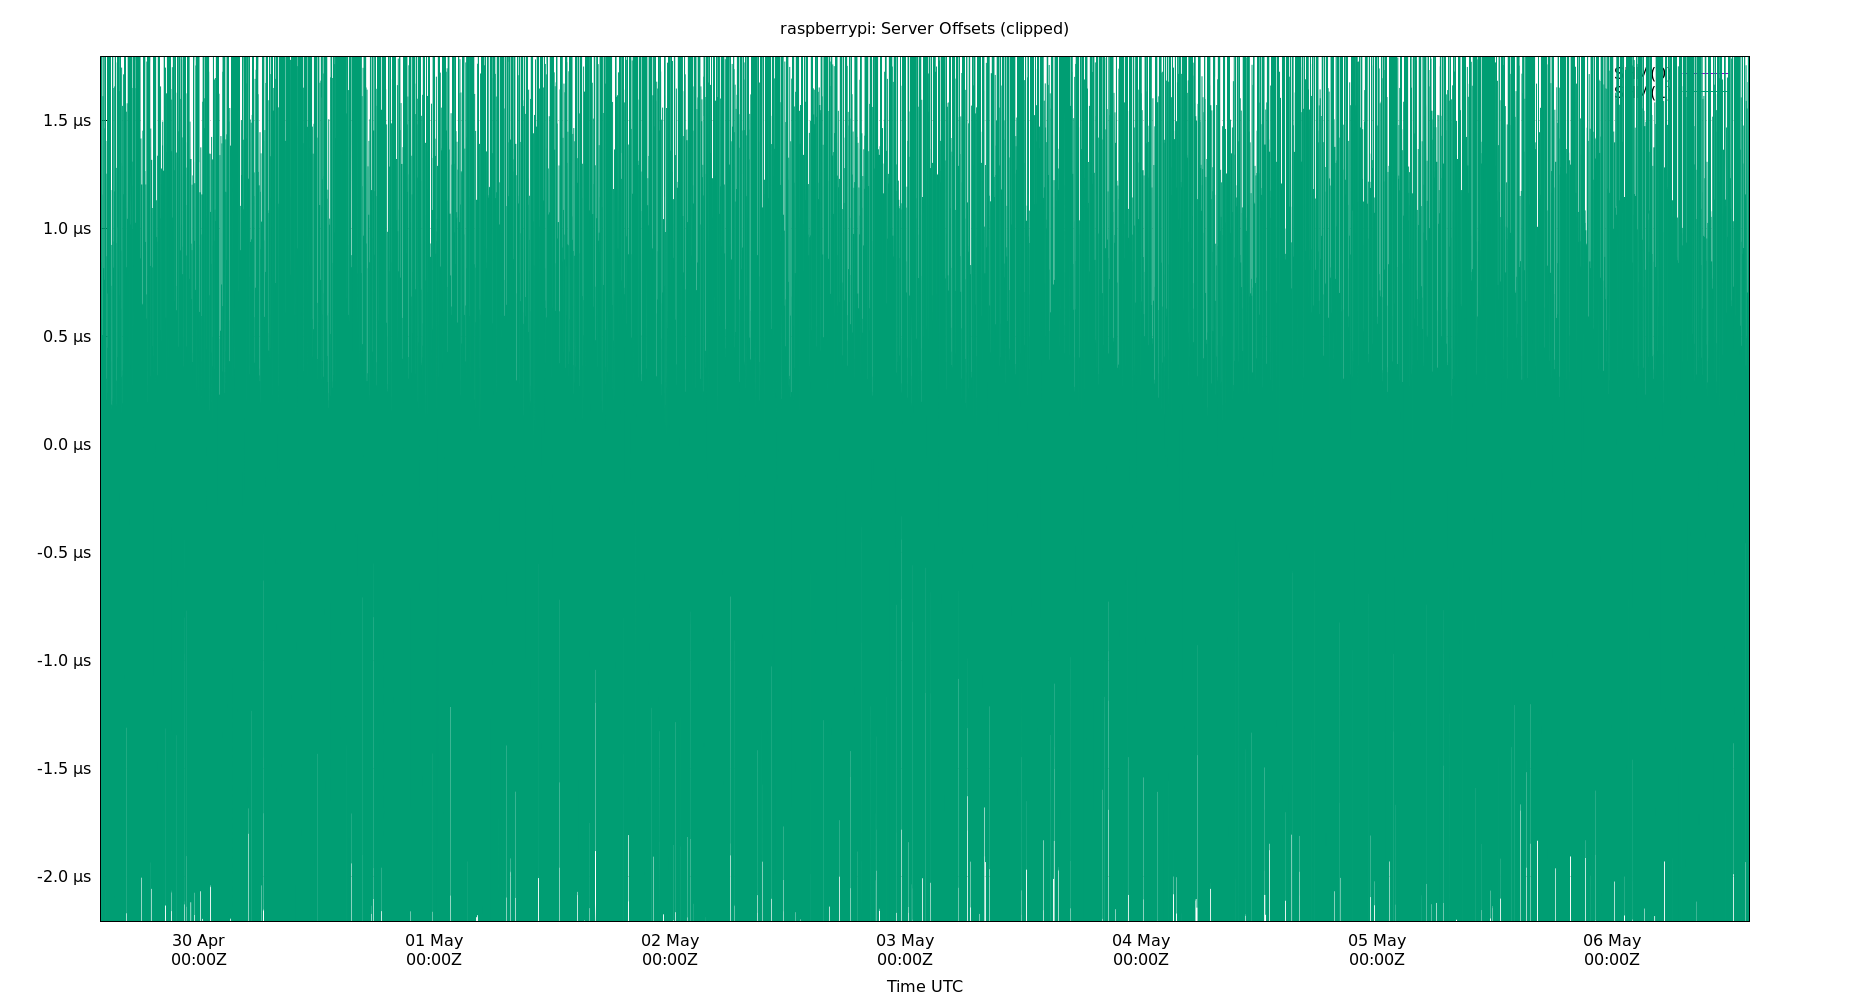 raspberrypi: Server Offsets (clipped)
1.5 µs
1.0 µs
0.5 µs
0.0 µs
-0.5 µs
-1.0 µs
-1.5 µs
-2.0 µs
30 Apr
00:00Z
01 May
00:00Z
02 May
00:00Z
03 May
00:00Z
04 May
00:00Z
05 May
00:00Z
06 May
00:00Z
Time UTC